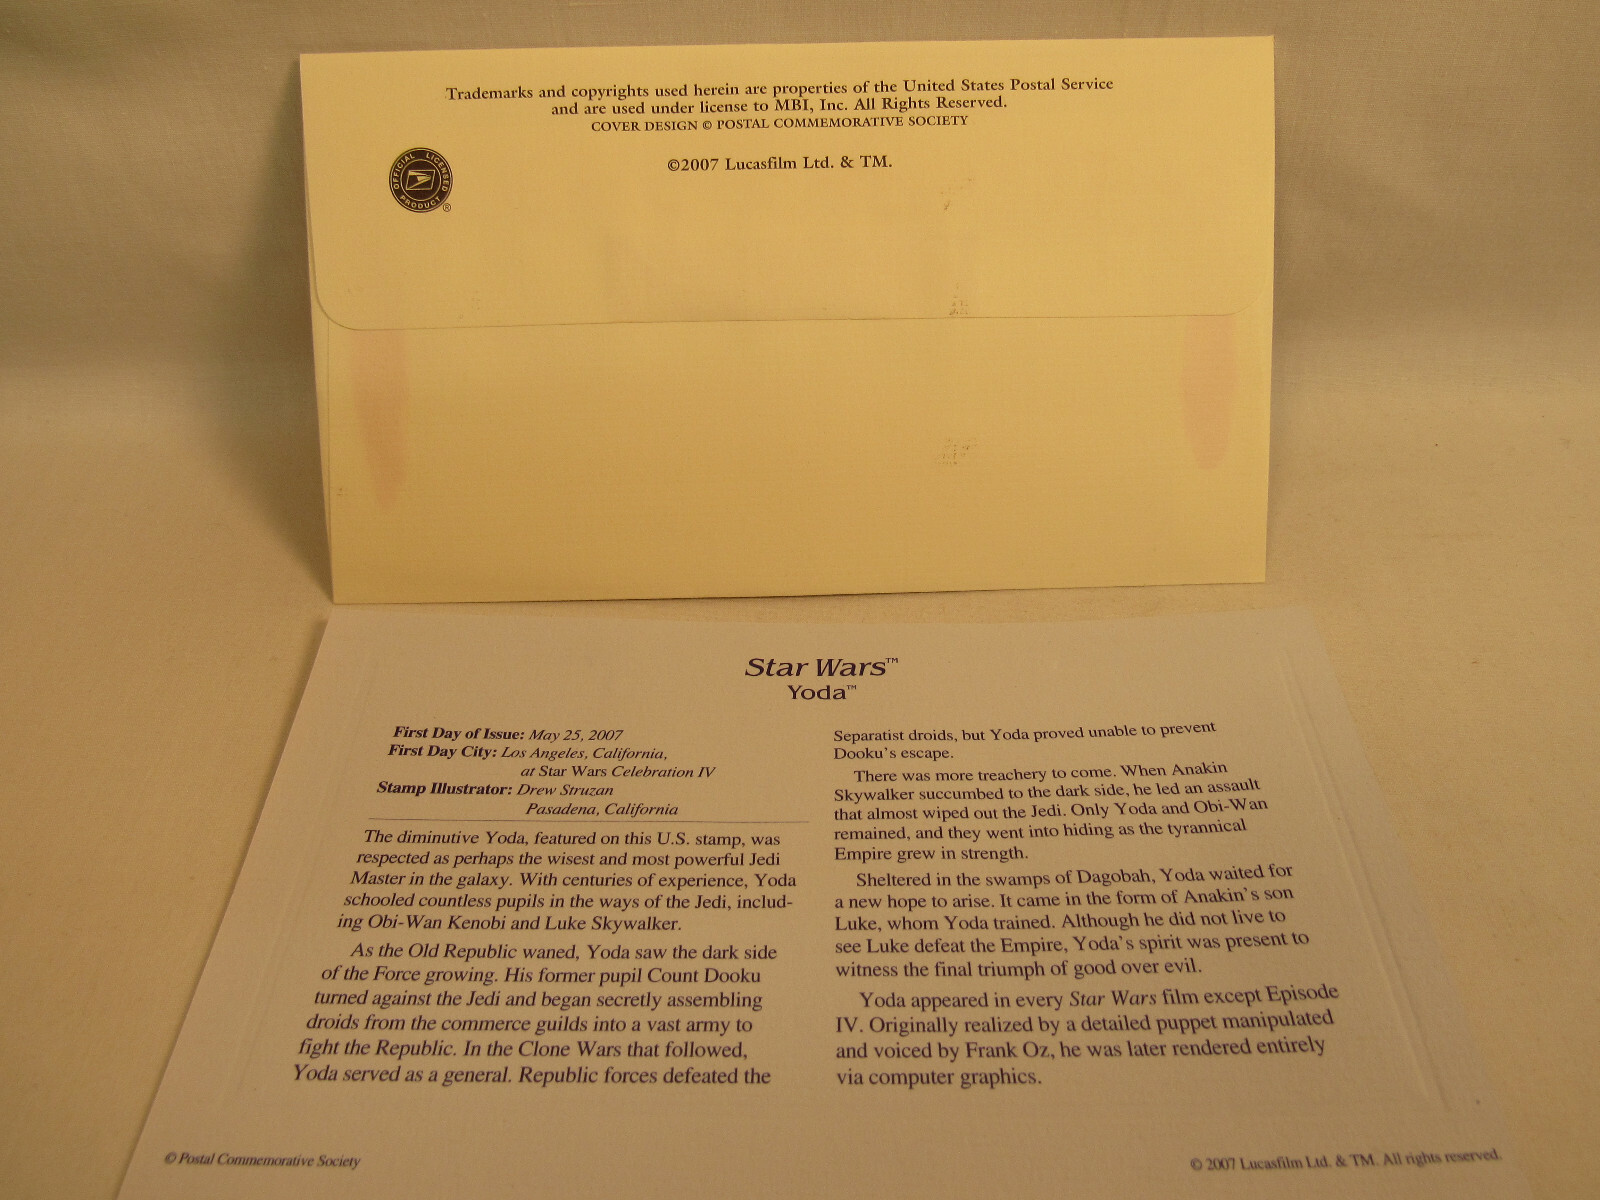 Trademarks and copyrights used herein are properties of the United States Postal Service
and are used under license to MBI, Inc. All Rights Reserved.
COVER DESIGN © POSTAL COMMEMORATIVE SOCIETY
©2007 Lucasfilm Ltd. & TM.
OFFICIAL LICENSED PRODUCT ®
Star Wars™
Yoda™
First Day of Issue: May 25, 2007
First Day City: Los Angeles, California,
at Star Wars Celebration IV
Stamp Illustrator: Drew Struzan
Pasadena, California
The diminutive Yoda, featured on this U.S. stamp, was
respected as perhaps the wisest and most powerful Jedi
Master in the galaxy. With centuries of experience, Yoda
schooled countless pupils in the ways of the Jedi, includ-
ing Obi-Wan Kenobi and Luke Skywalker.
As the Old Republic waned, Yoda saw the dark side
of the Force growing. His former pupil Count Dooku
turned against the Jedi and began secretly assembling
droids from the commerce guilds into a vast army to
fight the Republic. In the Clone Wars that followed,
Yoda served as a general. Republic forces defeated the
Separatist droids, but Yoda proved unable to prevent
Dooku's escape.
There was more treachery to come. When Anakin
Skywalker succumbed to the dark side, he led an assault
that almost wiped out the Jedi. Only Yoda and Obi-Wan
remained, and they went into hiding as the tyrannical
Empire grew in strength.
Sheltered in the swamps of Dagobah, Yoda waited for
a new hope to arise. It came in the form of Anakin's son
Luke, whom Yoda trained. Although he did not live to
see Luke defeat the Empire, Yoda's spirit was present to
witness the final triumph of good over evil.
Yoda appeared in every Star Wars film except Episode
IV. Originally realized by a detailed puppet manipulated
and voiced by Frank Oz, he was later rendered entirely
via computer graphics.
© Postal Commemorative Society
© 2007 Lucasfilm Ltd. & TM. All rights reserved.